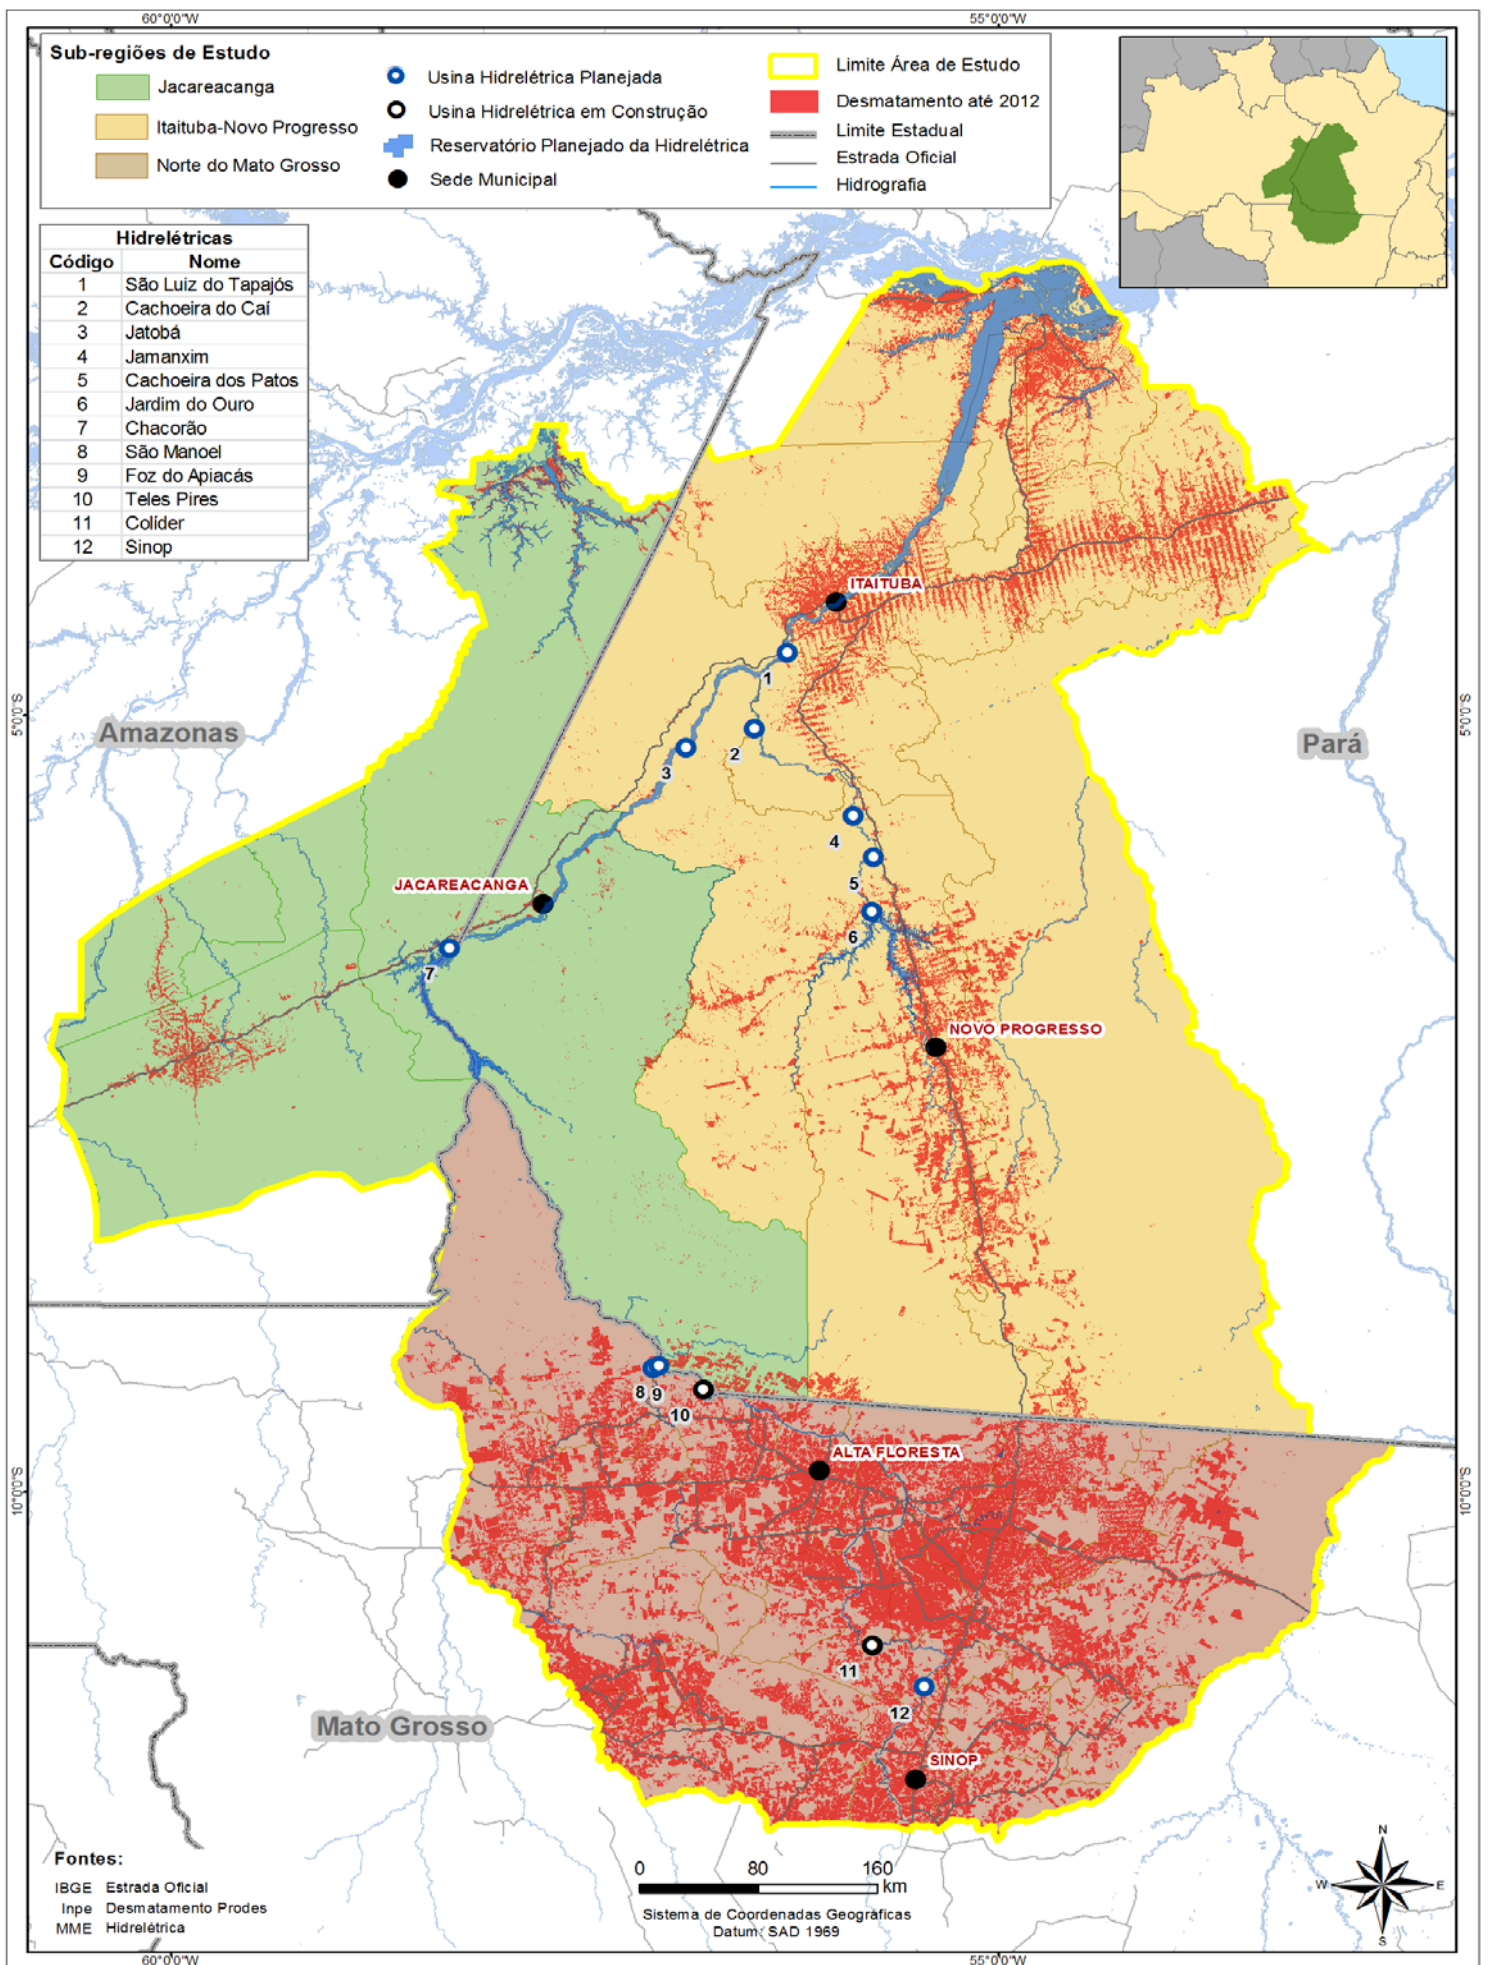 60°0'0"W 55°0'0"W
Sub-regiões de Estudo
Jacareacanga
Itaituba-Novo Progresso
Norte do Mato Grosso
Usina Hidrelétrica Planejada
Usina Hidrelétrica em Construção
Reservatório Planejado da Hidrelétrica
Sede Municipal
Limite Área de Estudo
Desmatamento até 2012
Limite Estadual
Estrada Oficial
Hidrografia
Hidrelétricas
Código Nome
1 São Luiz do Tapajós
2 Cachoeira do Caí
3 Jatobá
4 Jamanxim
5 Cachoeira dos Patos
6 Jardim do Ouro
7 Chacorão
8 São Manoel
9 Foz do Apiacás
10 Teles Pires
11 Colíder
12 Sinop
ITAITUBA
1
5°0'0"S
5°0'0"S
Amazonas
Pará
2
3
4
JACAREACANGA
5
6
7
NOVO PROGRESSO
8 9
10
ALTA FLORESTA
10°0'0"S
10°0'0"S
11
12
Mato Grosso
SINOP
Fontes:
IBGE Estrada Oficial
Inpe Desmatamento Prodes
MME Hidrelétrica
0 80 160
km
Sistema de Coordenadas Geográficas
Datum: SAD 1969
N
W E
S
60°0'0"W 55°0'0"W